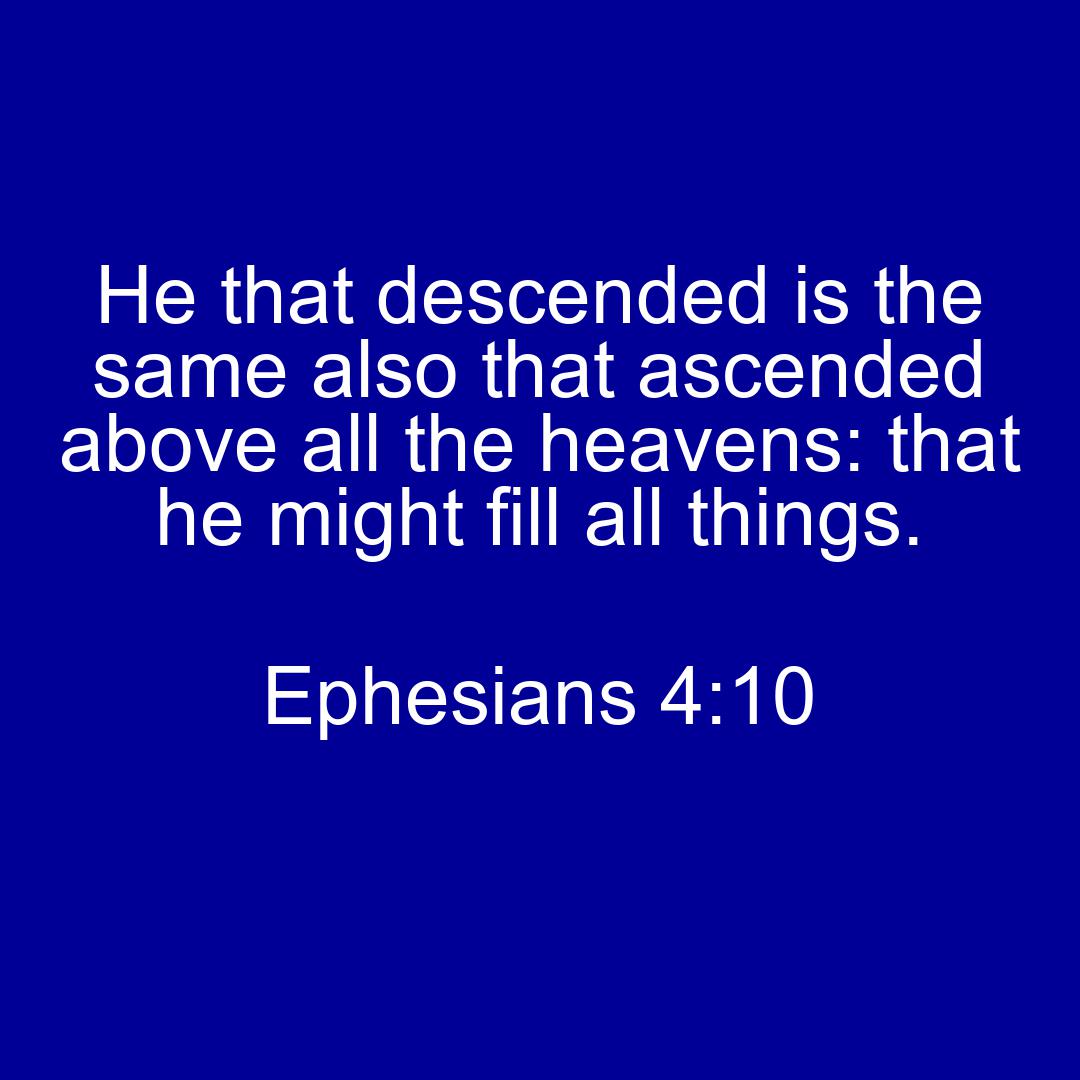 He that descended is the
same also that ascended
above all the heavens: that
he might fill all things.
Ephesians 4:10